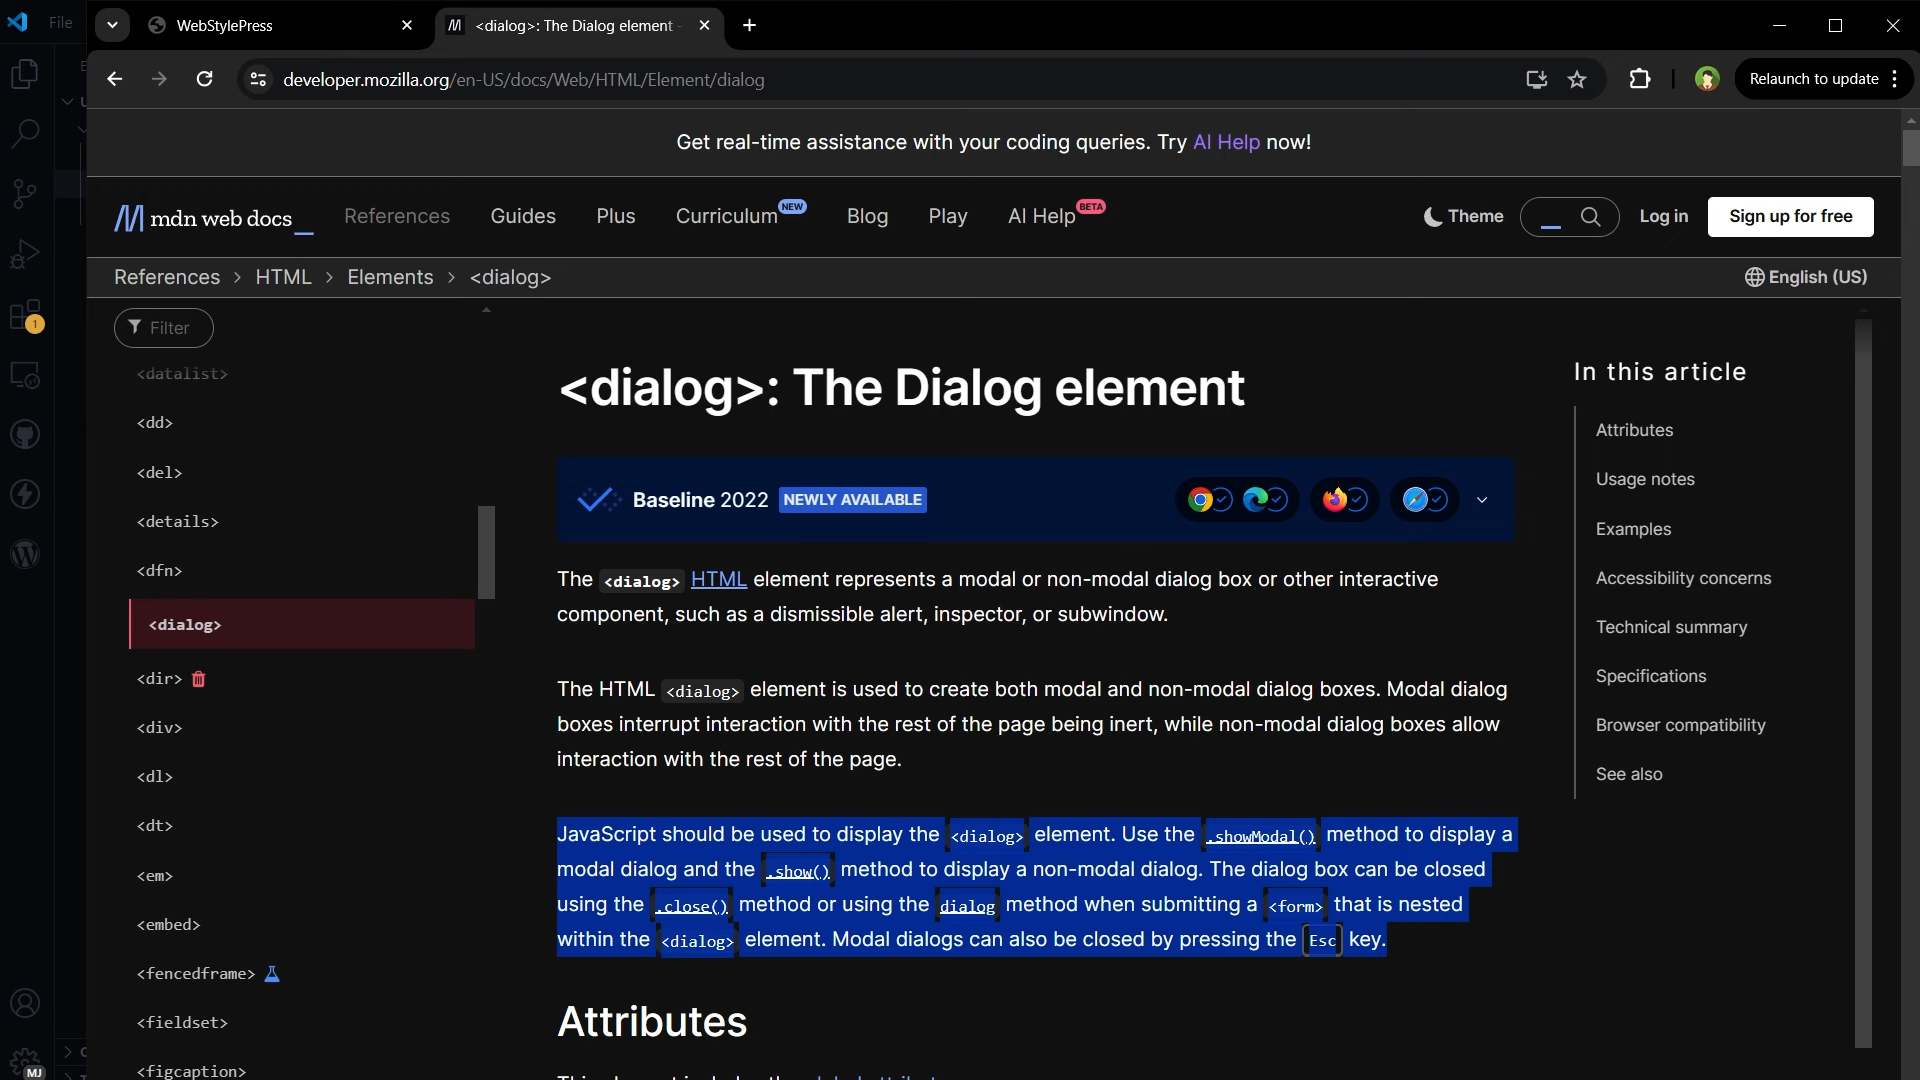 File
WebStylePress
<dialog>: The Dialog element
developer.mozilla.org/en-US/docs/Web/HTML/Element/dialog
Relaunch to update
Get real-time assistance with your coding queries. Try AI Help now!
mdn web docs
References
Guides
Plus
Curriculum NEW
Blog
Play
AI Help BETA
Theme
Log in
Sign up for free
References > HTML > Elements > <dialog>
English (US)
Filter
<datalist>
<dd>
<del>
<details>
<dfn>
<dialog>
<dir>
<div>
<dl>
<dt>
<em>
<embed>
<fencedframe>
<fieldset>
<figcaption>
<dialog>: The Dialog element
Baseline 2022 NEWLY AVAILABLE
The <dialog> HTML element represents a modal or non-modal dialog box or other interactive
component, such as a dismissible alert, inspector, or subwindow.
The HTML <dialog> element is used to create both modal and non-modal dialog boxes. Modal dialog
boxes interrupt interaction with the rest of the page being inert, while non-modal dialog boxes allow
interaction with the rest of the page.
JavaScript should be used to display the <dialog> element. Use the .showModal() method to display a
modal dialog and the .show() method to display a non-modal dialog. The dialog box can be closed
using the .close() method or using the dialog method when submitting a <form> that is nested
within the <dialog> element. Modal dialogs can also be closed by pressing the Esc key.
Attributes
In this article
Attributes
Usage notes
Examples
Accessibility concerns
Technical summary
Specifications
Browser compatibility
See also
1
MJ